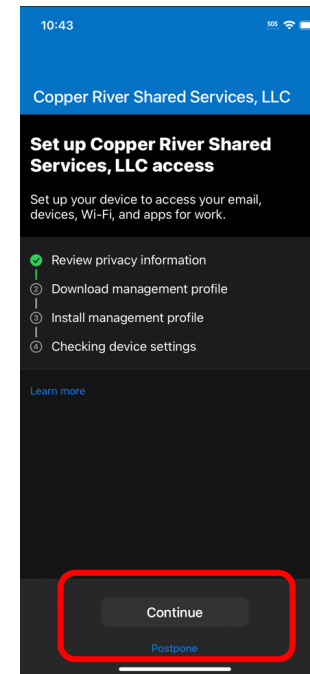 10:43
SOS
Copper River Shared Services, LLC
Set up Copper River Shared
Services, LLC access
Set up your device to access your email,
devices, Wi-Fi, and apps for work.
Review privacy information
2 Download management profile
3 Install management profile
4 Checking device settings
Learn more
Continue
Postpone